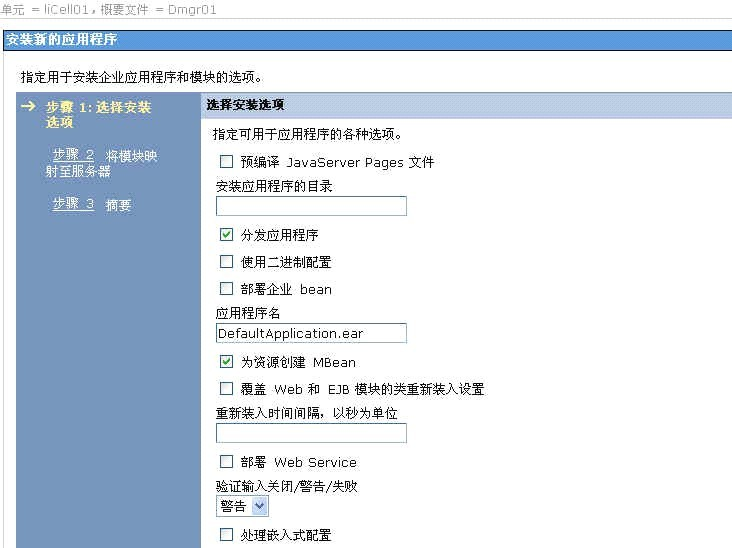 单元 = liCell01，概要文件 = Dmgr01
安装新的应用程序
指定用于安装企业应用程序和模块的选项。
→ 步骤 1: 选择安装
选项
步骤 2 将模块映
射至服务器
步骤 3 摘要
选择安装选项
指定可用于应用程序的各种选项。
预编译 JavaServer Pages 文件
安装应用程序的目录
分发应用程序
使用二进制配置
部署企业 bean
应用程序名
DefaultApplication.ear
为资源创建 MBean
覆盖 Web 和 EJB 模块的类重新装入设置
重新装入时间间隔，以秒为单位
部署 Web Service
验证输入关闭/警告/失败
警告
处理嵌入式配置